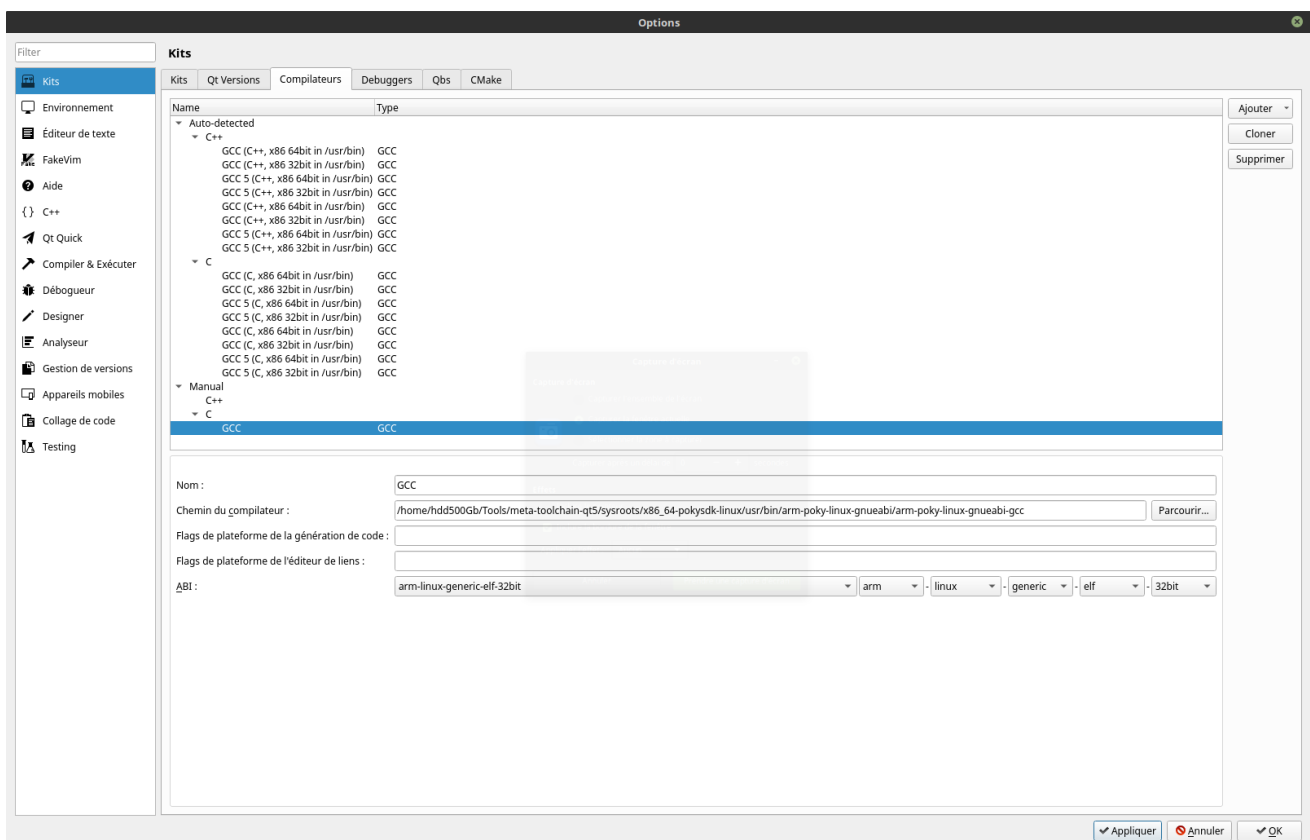 Options
Filter
Kits
Environnement
Éditeur de texte
FakeVim
Aide
{} C++
Qt Quick
Compiler & Exécuter
Débogueur
Designer
Analyseur
Gestion de versions
Appareils mobiles
Collage de code
Testing
Kits
Kits Qt Versions Compilateurs Debuggers Qbs CMake
Name Type
Auto-detected
C++
GCC (C++, x86 64bit in /usr/bin) GCC
GCC (C++, x86 32bit in /usr/bin) GCC
GCC 5 (C++, x86 64bit in /usr/bin) GCC
GCC 5 (C++, x86 32bit in /usr/bin) GCC
GCC (C++, x86 64bit in /usr/bin) GCC
GCC (C++, x86 32bit in /usr/bin) GCC
GCC 5 (C++, x86 64bit in /usr/bin) GCC
GCC 5 (C++, x86 32bit in /usr/bin) GCC
C
GCC (C, x86 64bit in /usr/bin) GCC
GCC (C, x86 32bit in /usr/bin) GCC
GCC 5 (C, x86 64bit in /usr/bin) GCC
GCC 5 (C, x86 32bit in /usr/bin) GCC
GCC (C, x86 64bit in /usr/bin) GCC
GCC (C, x86 32bit in /usr/bin) GCC
GCC 5 (C, x86 64bit in /usr/bin) GCC
GCC 5 (C, x86 32bit in /usr/bin) GCC
Manual
C++
C
GCC GCC
Ajouter
Cloner
Supprimer
Nom : GCC
Chemin du compilateur : /home/hdd500Gb/Tools/meta-toolchain-qt5/sysroots/x86_64-pokysdk-linux/usr/bin/arm-poky-linux-gnueabi/arm-poky-linux-gnueabi-gcc Parcourir...
Flags de plateforme de la génération de code :
Flags de plateforme de l'éditeur de liens :
ABI : arm-linux-generic-elf-32bit arm - linux - generic - elf - 32bit
Appliquer Annuler OK